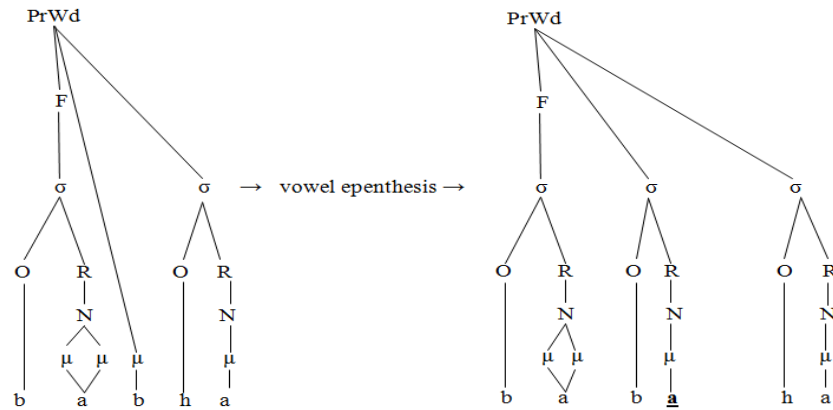 PrWd PrWd
F F
σ σ → vowel epenthesis → σ σ σ
O R O R O R O R O R
N N N N N
μ μ μ μ μ μ μ μ
b a b h a b a b a h a